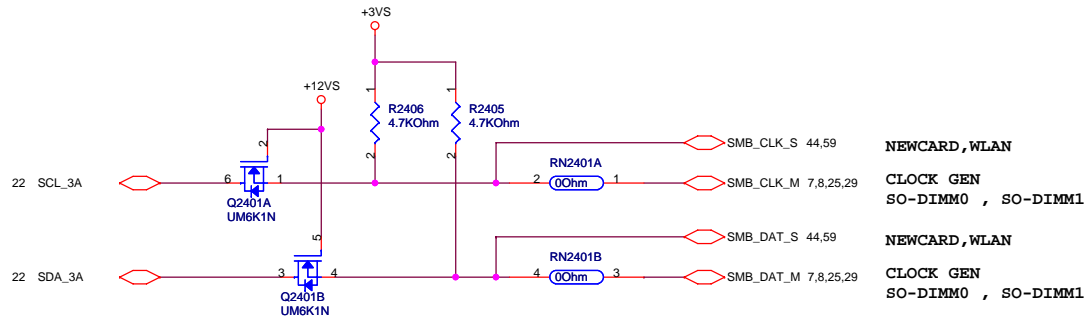 +3VS
+12VS
1
1
R2406
4.7KOhm
R2405
4.7KOhm
2
2
2
SMB_CLK_S 44,59
NEWCARD,WLAN
RN2401A
22 SCL_3A
6
1
2
0Ohm
1
SMB_CLK_M 7,8,25,29
CLOCK GEN
SO-DIMM0 , SO-DIMM1
Q2401A
UM6K1N
5
SMB_DAT_S 44,59
NEWCARD,WLAN
RN2401B
22 SDA_3A
3
4
4
0Ohm
3
SMB_DAT_M 7,8,25,29
CLOCK GEN
SO-DIMM0 , SO-DIMM1
Q2401B
UM6K1N